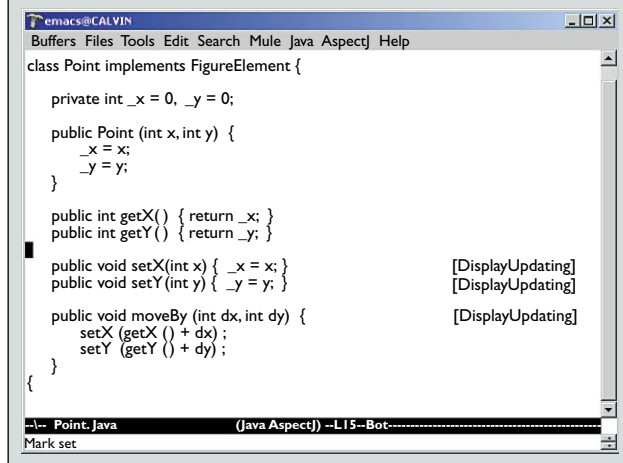 emacs@CALVIN
Buffers Files Tools Edit Search Mule Java AspectJ Help
class Point implements FigureElement {
private int _x = 0, _y = 0;
public Point (int x, int y) {
_x = x;
_y = y;
}
public int getX( ) { return _x; }
public int getY( ) { return _y; }
public void setX(int x) { _x = x; } [DisplayUpdating]
public void setY(int y) { _y = y; } [DisplayUpdating]
public void moveBy (int dx, int dy) { [DisplayUpdating]
setX (getX () + dx) ;
setY (getY () + dy) ;
}
{
--\-- Point. Java (Java AspectJ) --L15--Bot------------------------------------------------
Mark set